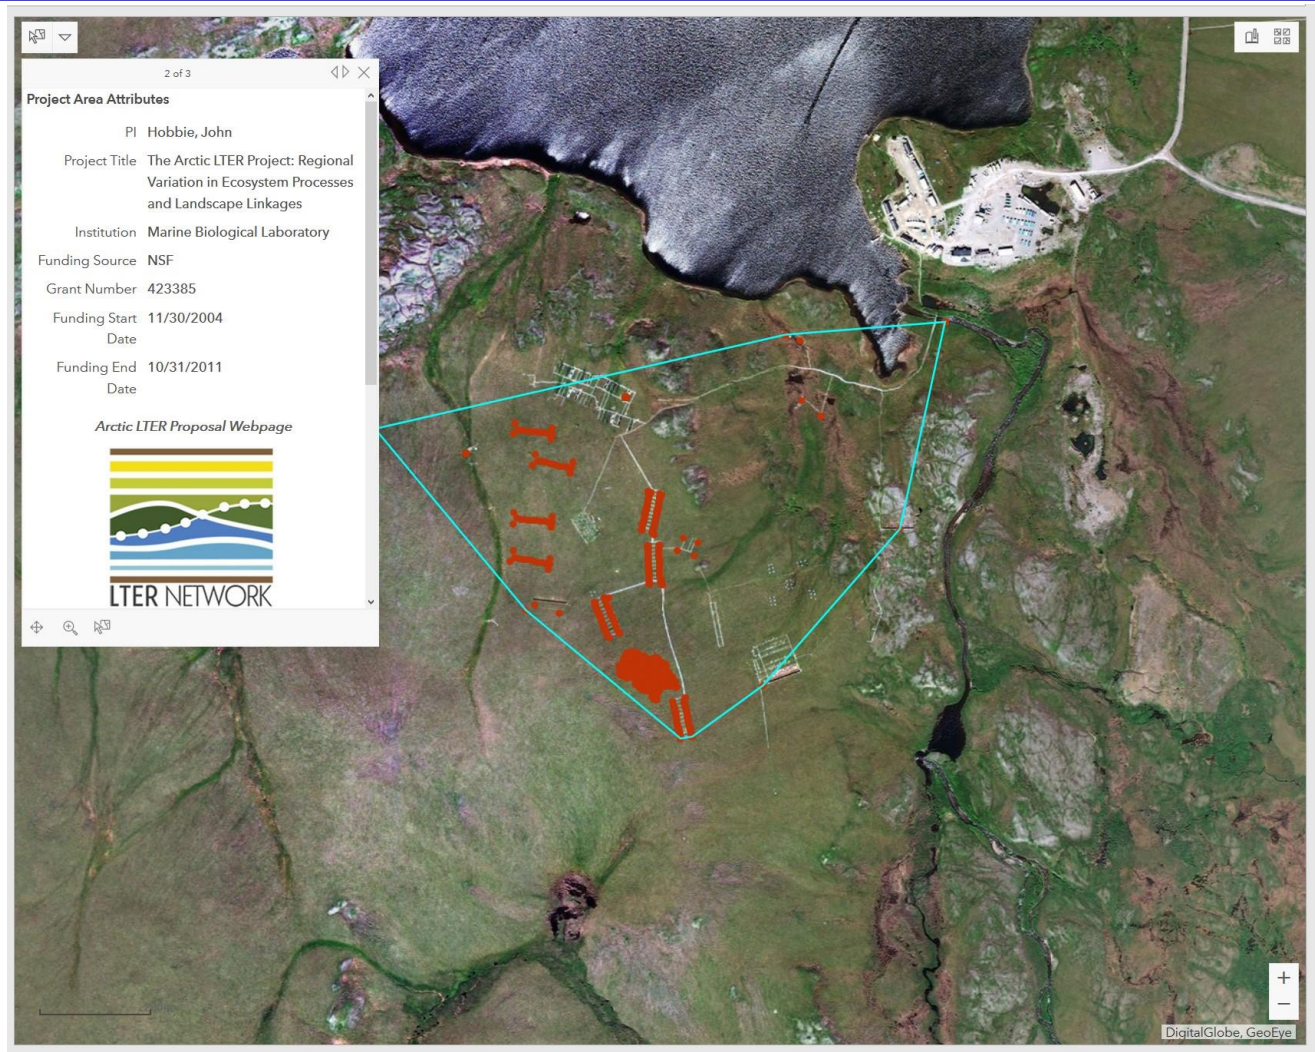 2 of 3
Project Area Attributes
PI Hobbie, John
Project Title The Arctic LTER Project: Regional
Variation in Ecosystem Processes
and Landscape Linkages
Institution Marine Biological Laboratory
Funding Source NSF
Grant Number 423385
Funding Start 11/30/2004
Date
Funding End 10/31/2011
Date
Arctic LTER Proposal Webpage
LTER NETWORK
+
−
DigitalGlobe, GeoEye